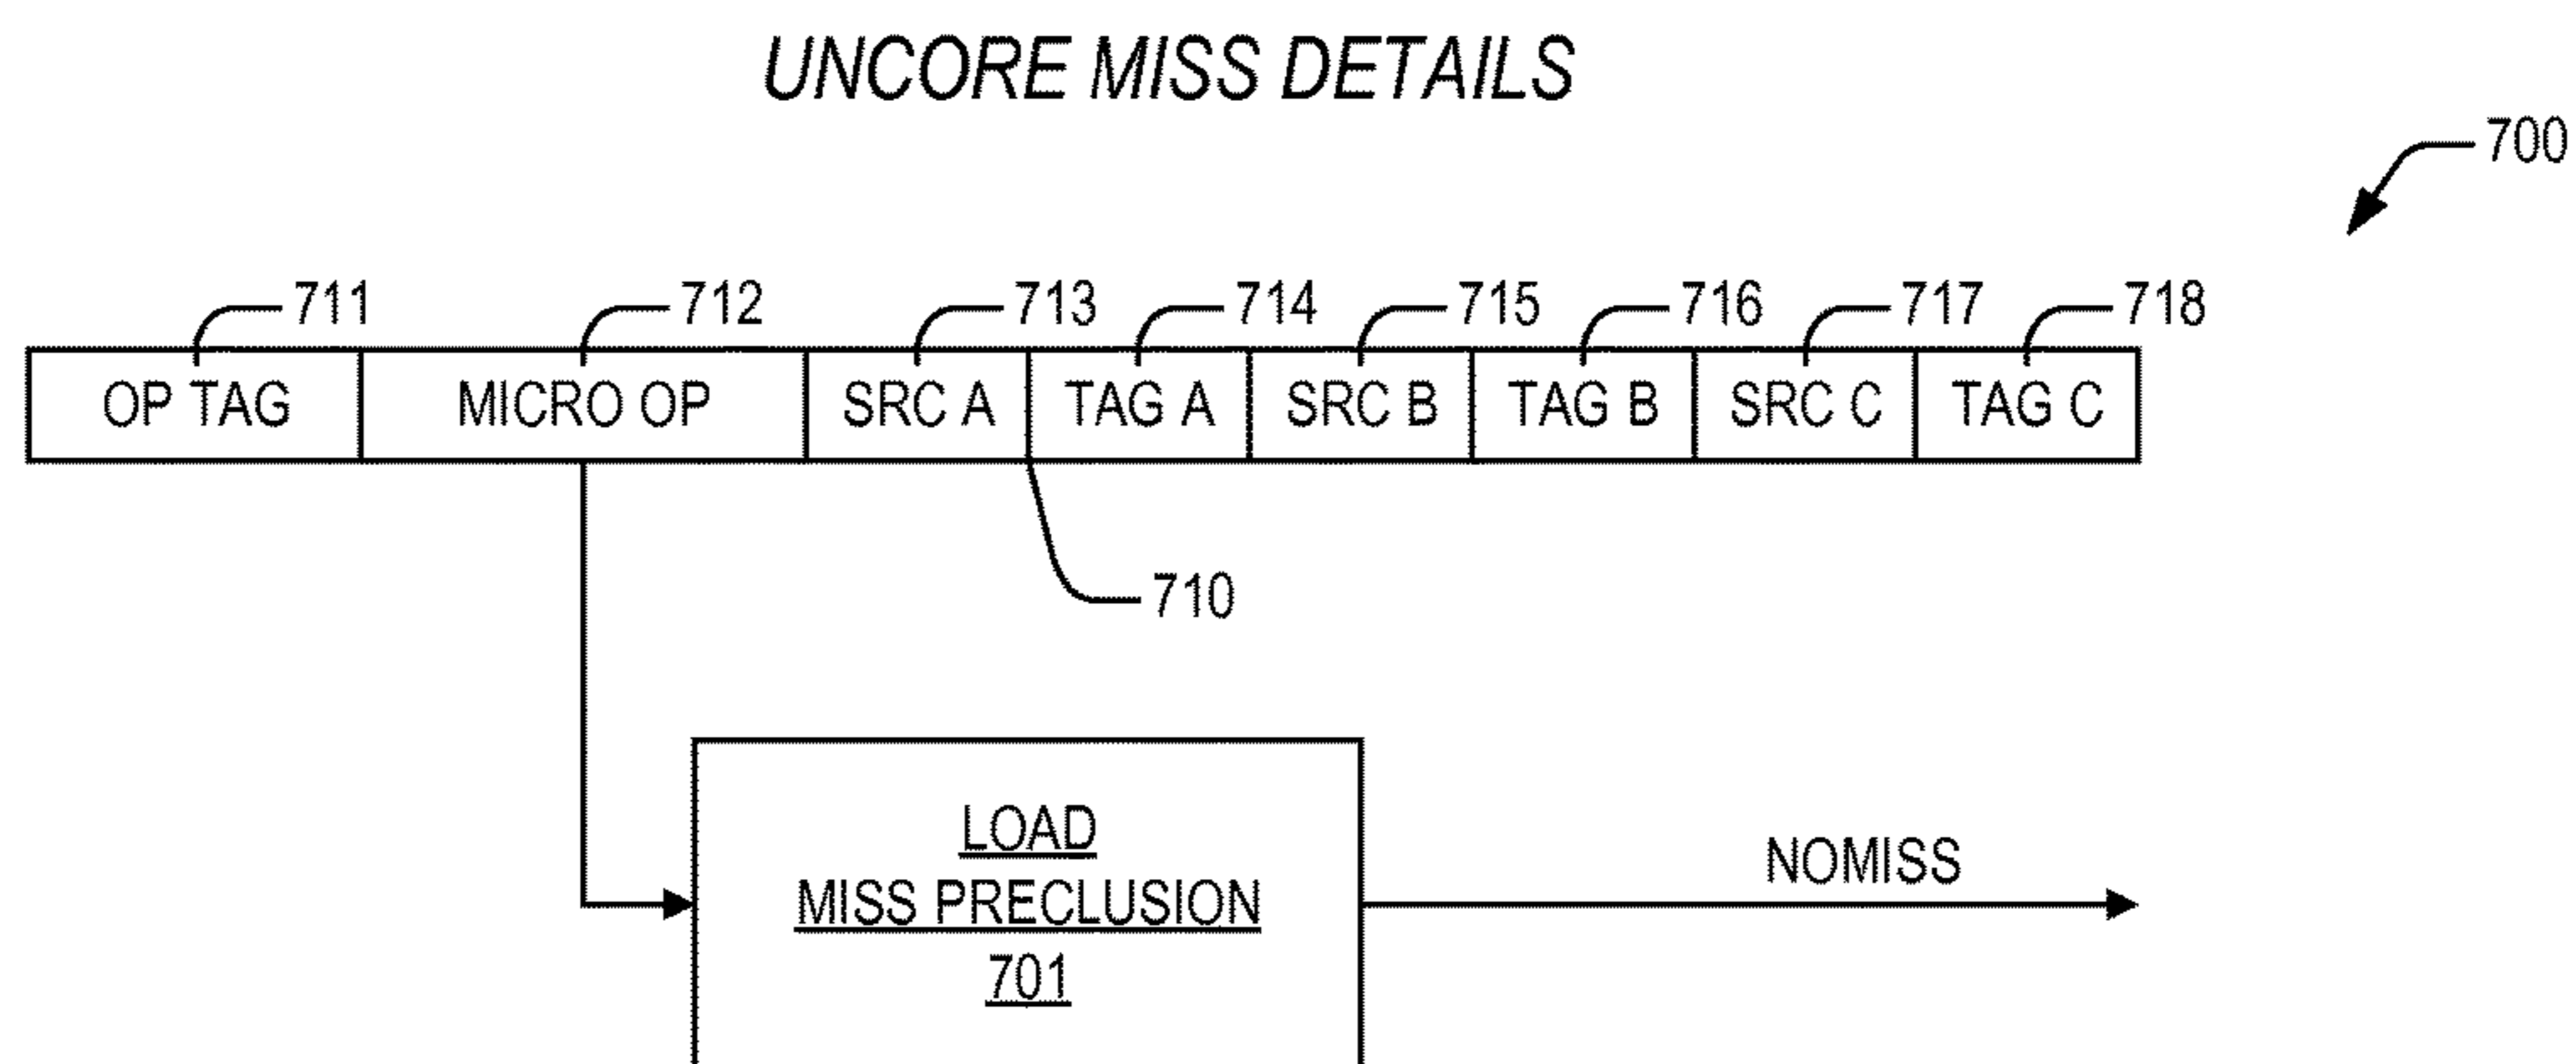 UNCORE MISS DETAILS
700
711 712 713 714 715 716 717 718
OP TAG MICRO OP SRC A TAG A SRC B TAG B SRC C TAG C
710
LOAD
MISS PRECLUSION
701
NOMISS